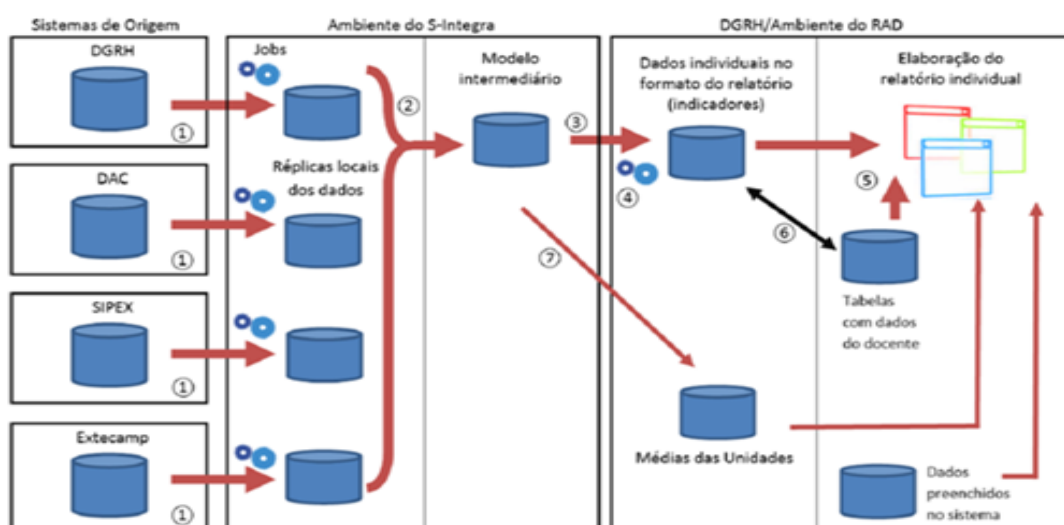 Sistemas de Origem
Ambiente do S-Integra
DGRH/Ambiente do RAD
DGRH
①
DAC
①
SIPEX
①
Extecamp
①
Jobs
②
Réplicas locais
dos dados
Modelo
intermediário
③
④
⑦
Dados individuais no
formato do relatório
(indicadores)
⑥
Médias das Unidades
Elaboração do
relatório individual
⑤
Tabelas
com dados
do docente
Dados
preenchidos
no sistema